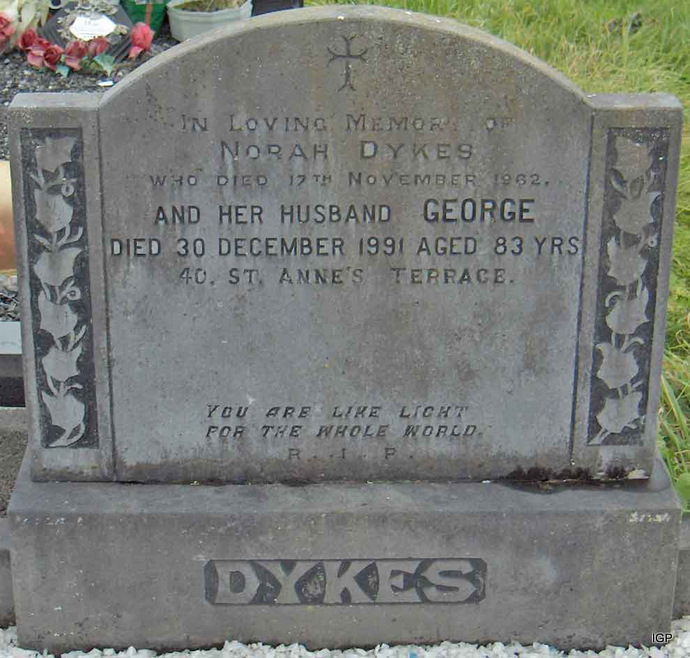 In Loving Memory of
Norah Dykes
who died 17th November 1962.
AND HER HUSBAND GEORGE
DIED 30 DECEMBER 1991 AGED 83 YRS
40, St. Anne's Terrace.
You are like light
for the whole world.
R. I. P.
DYKES
IGP